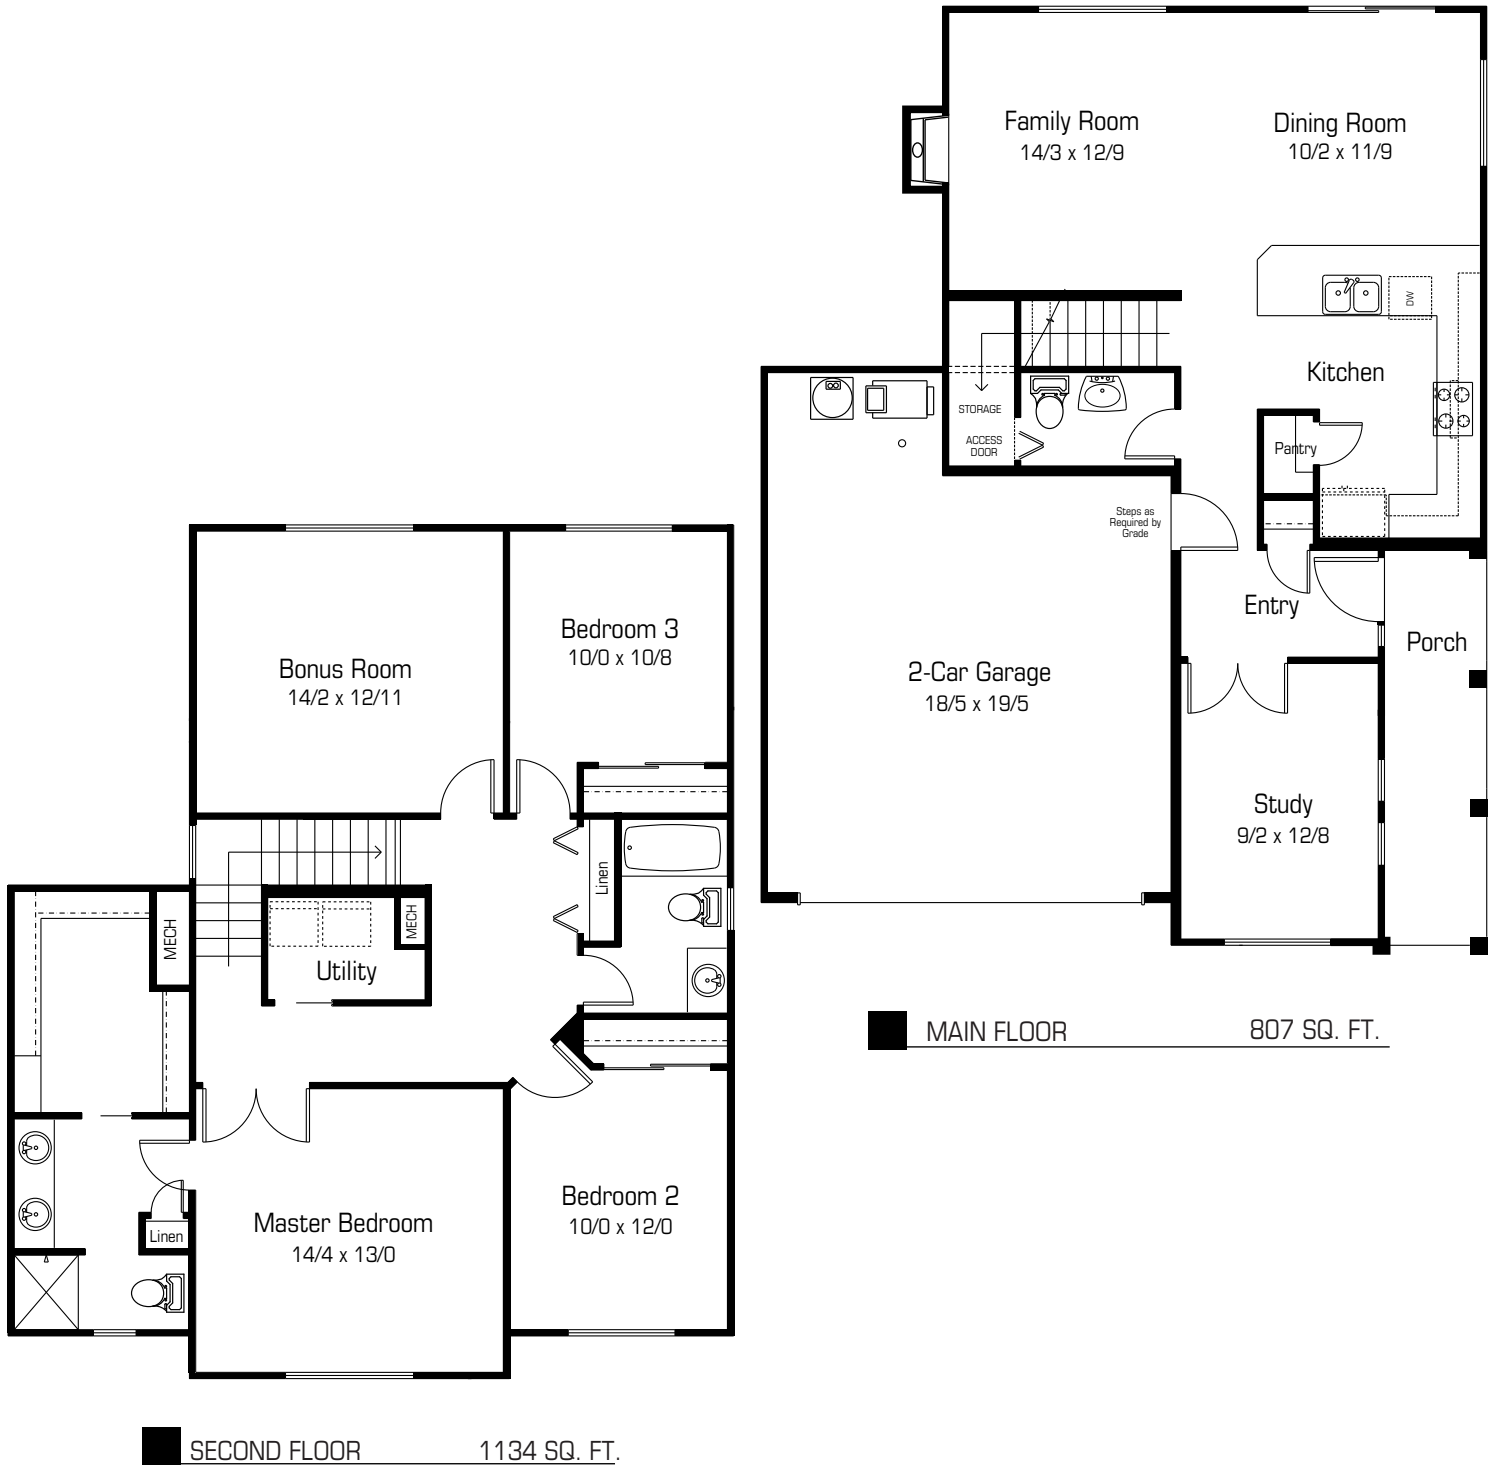 Family Room
14/3 x 12/9
Dining Room
10/2 x 11/9
DW
Kitchen
STORAGE
ACCESS
DOOR
Pantry
Steps as
Required by
Grade
Entry
Porch
2-Car Garage
18/5 x 19/5
Study
9/2 x 12/8
MAIN FLOOR 807 SQ. FT.
Bonus Room
14/2 x 12/11
Bedroom 3
10/0 x 10/8
Linen
MECH
MECH
Utility
Master Bedroom
14/4 x 13/0
Linen
Bedroom 2
10/0 x 12/0
SECOND FLOOR 1134 SQ. FT.